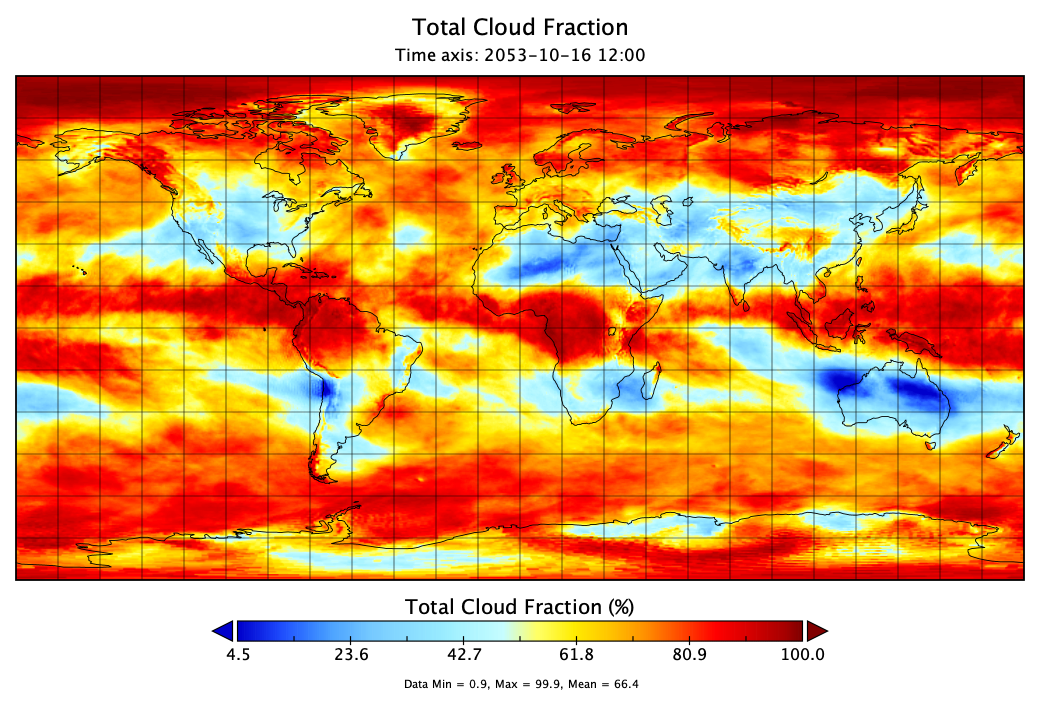 Total Cloud Fraction
Time axis: 2053-10-16 12:00
Total Cloud Fraction (%)
4.5 23.6 42.7 61.8 80.9 100.0
Data Min = 0.9, Max = 99.9, Mean = 66.4